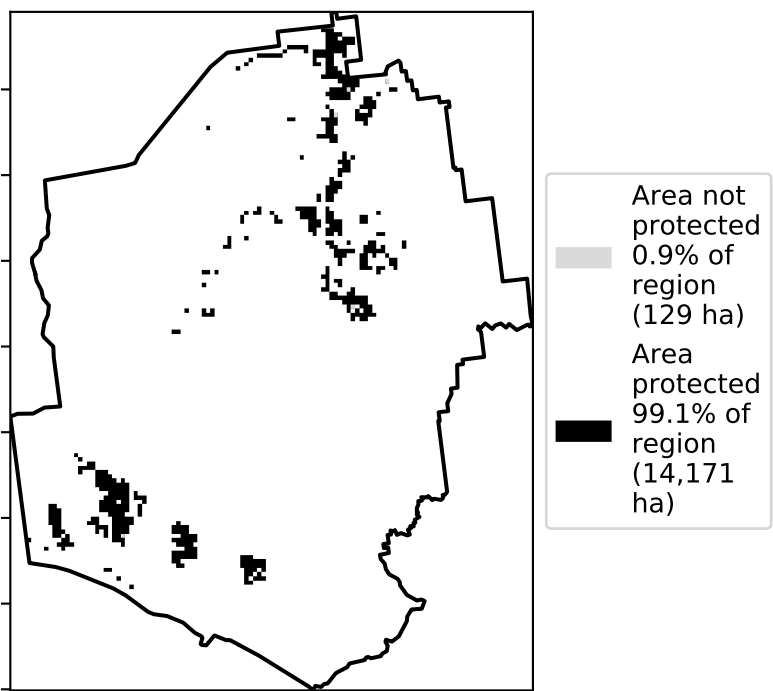 Area not
protected
0.9% of
region
(129 ha)
Area
protected
99.1% of
region
(14,171
ha)